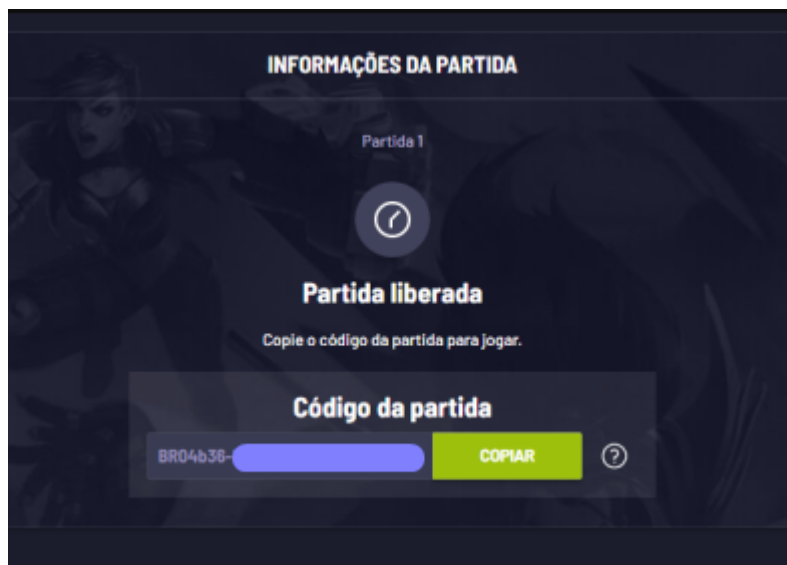 INFORMAÇÕES DA PARTIDA
Partida 1
Partida liberada
Copie o código da partida para jogar.
Código da partida
BR04b36-
COPIAR
?